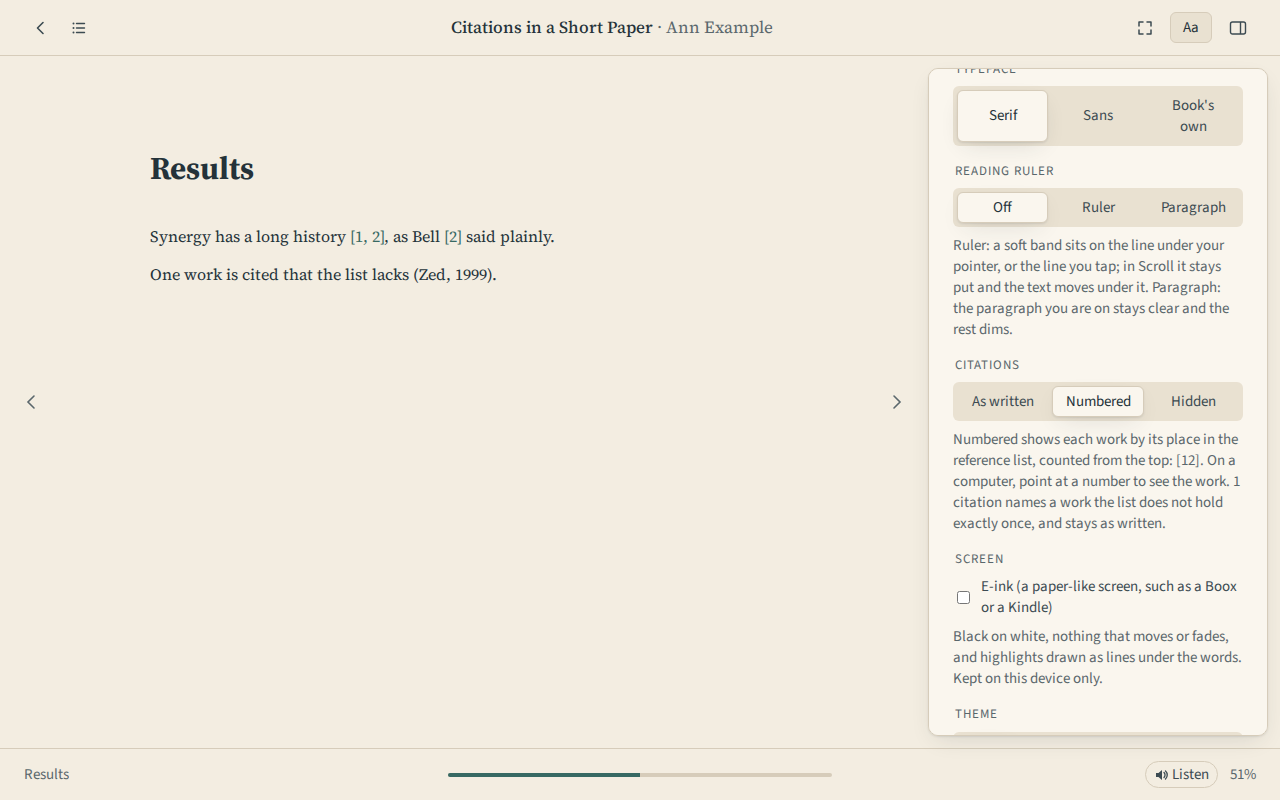 Citations in a Short Paper · Ann Example
Aa
Results
Synergy has a long history [1, 2], as Bell [2] said plainly.
One work is cited that the list lacks (Zed, 1999).
TYPEFACE
Serif
Sans
Book's
own
READING RULER
Off
Ruler
Paragraph
Ruler: a soft band sits on the line under your
pointer, or the line you tap; in Scroll it stays
put and the text moves under it. Paragraph:
the paragraph you are on stays clear and the
rest dims.
CITATIONS
As written
Numbered
Hidden
Numbered shows each work by its place in the
reference list, counted from the top: [12]. On a
computer, point at a number to see the work. 1
citation names a work the list does not hold
exactly once, and stays as written.
SCREEN
E-ink (a paper-like screen, such as a Boox
or a Kindle)
Black on white, nothing that moves or fades,
and highlights drawn as lines under the words.
Kept on this device only.
THEME
Results
Listen
51%